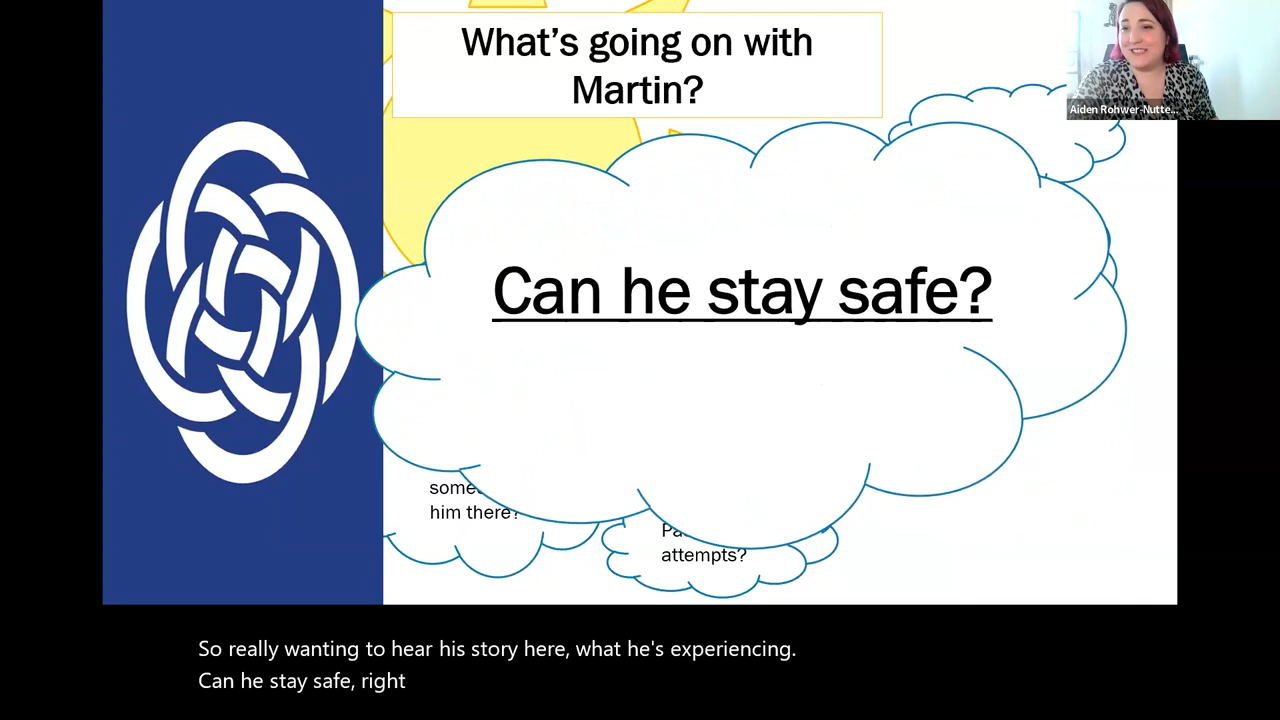 What's going on with
Martin?
Aiden Rohwer-Nutte...
Can he stay safe?
him there?
attempts?
So really wanting to hear his story here, what he's experiencing.
Can he stay safe, right